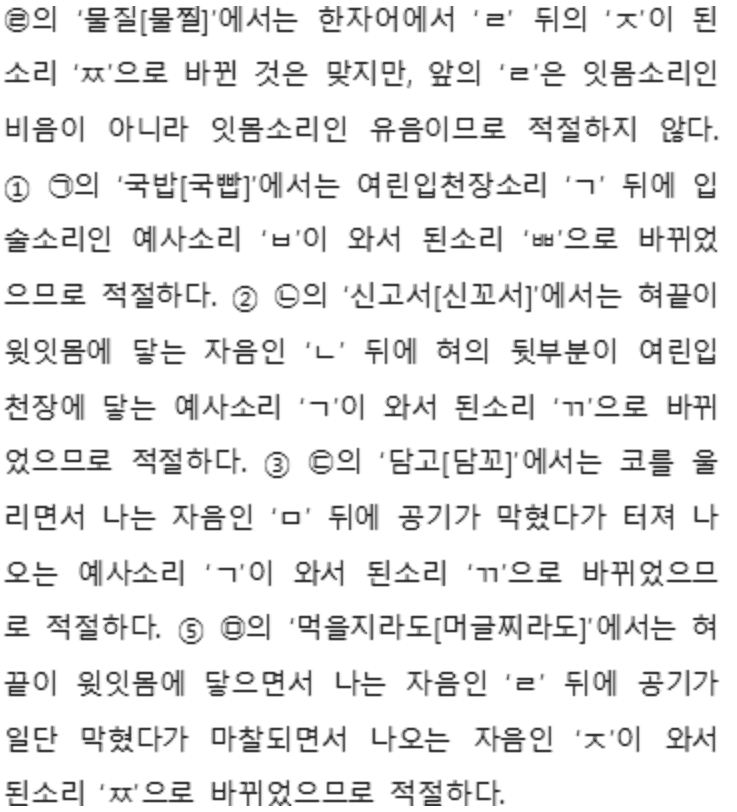 ㉣의 ‘물질[물찔]’에서는 한자어에서 ‘ㄹ’ 뒤의 ‘ㅈ’이 된
소리 ‘ㅉ’으로 바뀐 것은 맞지만, 앞의 ‘ㄹ’은 잇몸소리인
비음이 아니라 잇몸소리인 유음이므로 적절하지 않다.
① ㉠의 ‘국밥[국빱]’에서는 여린입천장소리 ‘ㄱ’ 뒤에 입
술소리인 예사소리 ‘ㅂ’이 와서 된소리 ‘ㅃ’으로 바뀌었
으므로 적절하다. ② ㉡의 ‘신고서[신꼬서]’에서는 혀끝이
윗잇몸에 닿는 자음인 ‘ㄴ’ 뒤에 혀의 뒷부분이 여린입
천장에 닿는 예사소리 ‘ㄱ’이 와서 된소리 ‘ㄲ’으로 바뀌
었으므로 적절하다. ③ ㉢의 ‘담고[담꼬]’에서는 코를 울
리면서 나는 자음인 ‘ㅁ’ 뒤에 공기가 막혔다가 터져 나
오는 예사소리 ‘ㄱ’이 와서 된소리 ‘ㄲ’으로 바뀌었으므
로 적절하다. ⑤ ㉤의 ‘먹을지라도[머글찌라도]’에서는 혀
끝이 윗잇몸에 닿으면서 나는 자음인 ‘ㄹ’ 뒤에 공기가
일단 막혔다가 마찰되면서 나오는 자음인 ‘ㅈ’이 와서
된소리 ‘ㅉ’으로 바뀌었으므로 적절하다.